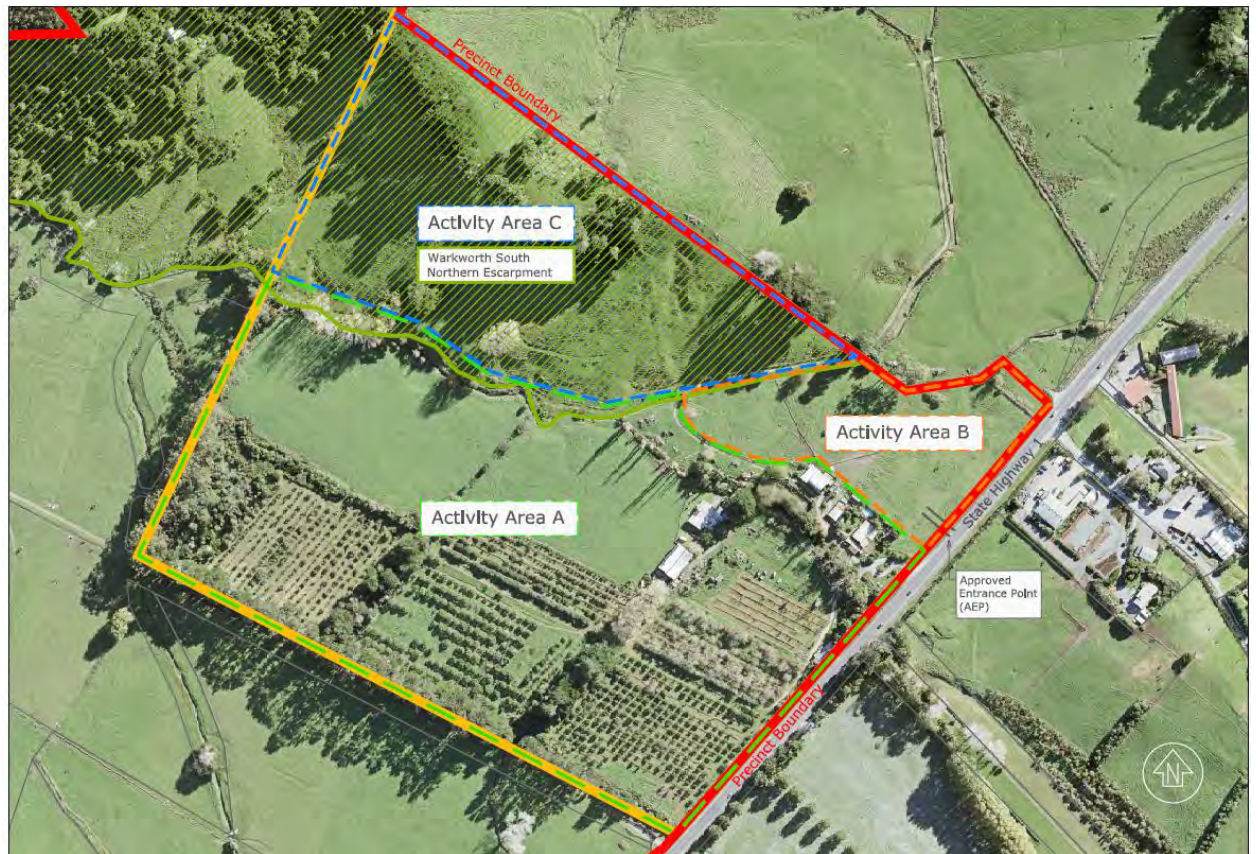 Precinct Boundary
Activity Area C
Warkworth South
Northern Escarpment
Activity Area B
State Highway 1
Activity Area A
Approved
Entrance Point
(AEP)
Precinct Boundary
N